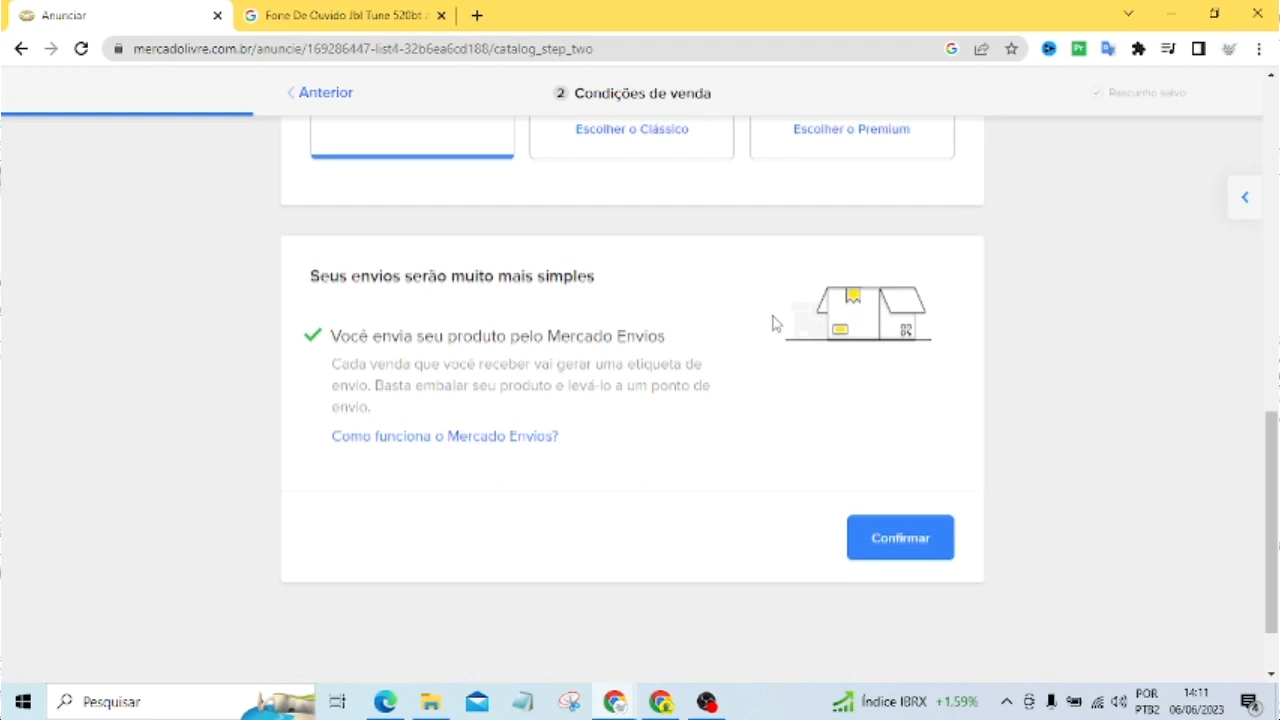 Anunciar
Fone De Ouvido Jbl Tune 520bt
mercadolivre.com.br/anuncie/169286447-list4-32b6ea6cd188/catalog_step_two
Anterior
2 Condições de venda
Rascunho salvo
Escolher o Clássico
Escolher o Premium
Seus envios serão muito mais simples
Você envia seu produto pelo Mercado Envios
Cada venda que você receber vai gerar uma etiqueta de
envio. Basta embalar seu produto e levá-lo a um ponto de
envio.
Como funciona o Mercado Envios?
Confirmar
Pesquisar
Índice IBRX +1.59%
POR
PTB2
14:11
06/06/2023
4